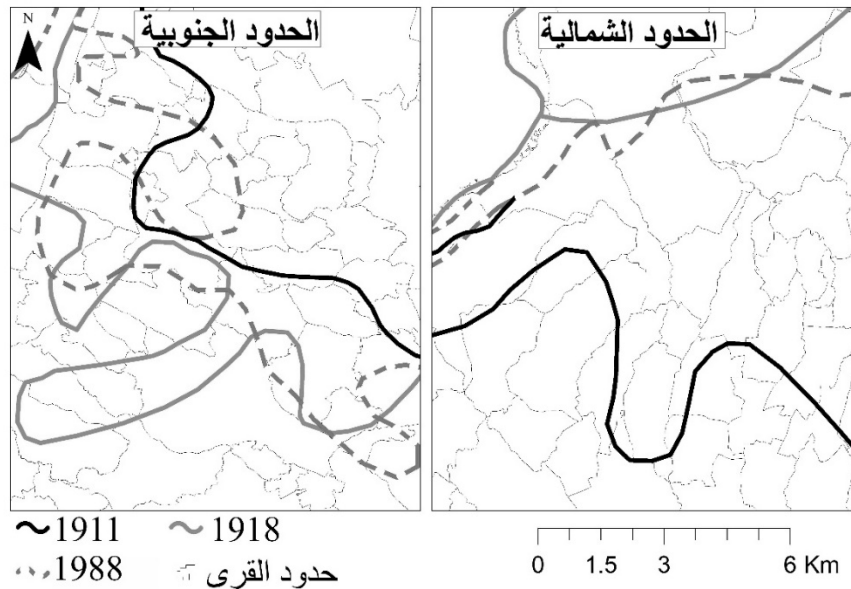 N
الحدود الجنوبية
الحدود الشمالية
1911
1918
1988
حدود القرى
0 1.5 3 6 Km